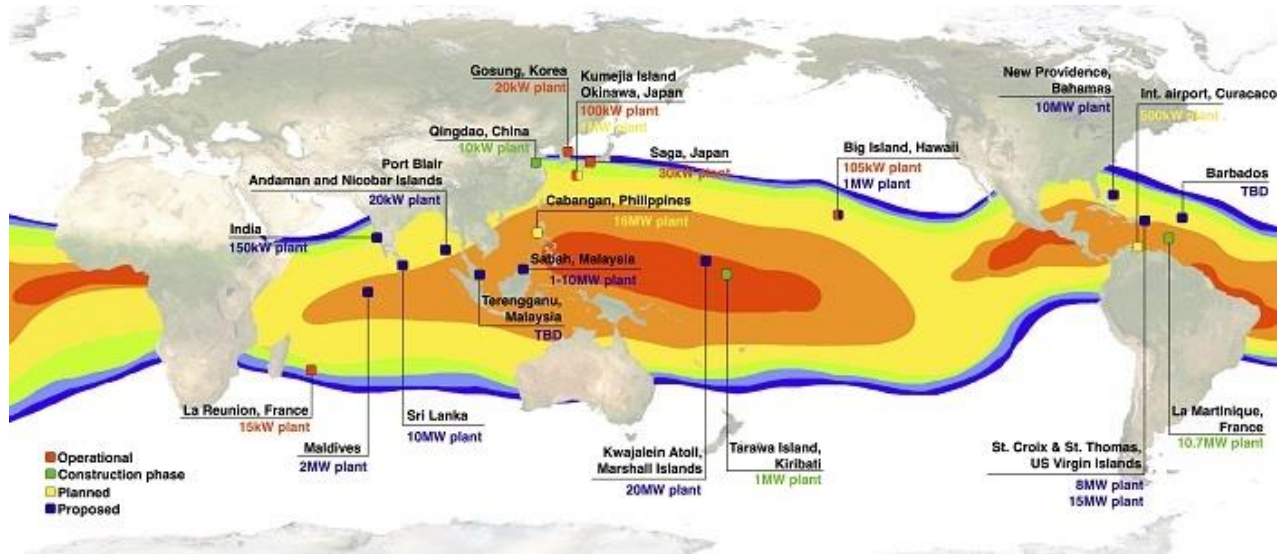 Gosung, Korea
20kW plant
Kumejia Island
Okinawa, Japan
100kW plant
1MW plant
Qingdao, China
10kW plant
Port Blair
Andaman and Nicobar Islands
20kW plant
India
150kW plant
Saga, Japan
30kW plant
Cabangan, Philippines
16MW plant
Sabah, Malaysia
1-10MW plant
Terengganu,
Malaysia
TBD
Big Island, Hawaii
105kW plant
1MW plant
New Providence,
Bahamas
10MW plant
Int. airport, Curacaco
500kW Plant .
Barbados
TBD
La Reunion, France
15kW plant
Maldives
2MW plant
Sri Lanka
10MW plant
Kwajalein Atoll,
Marshall Islands
20MW plant
Tarawa Island,
Kiribati
1MW plant
St. Croix & St. Thomas,
US Virgin Islands
8MW plant
15MW plant
La Martinique,
France
10.7MW plant
Operational
Construction phase
Planned
Proposed